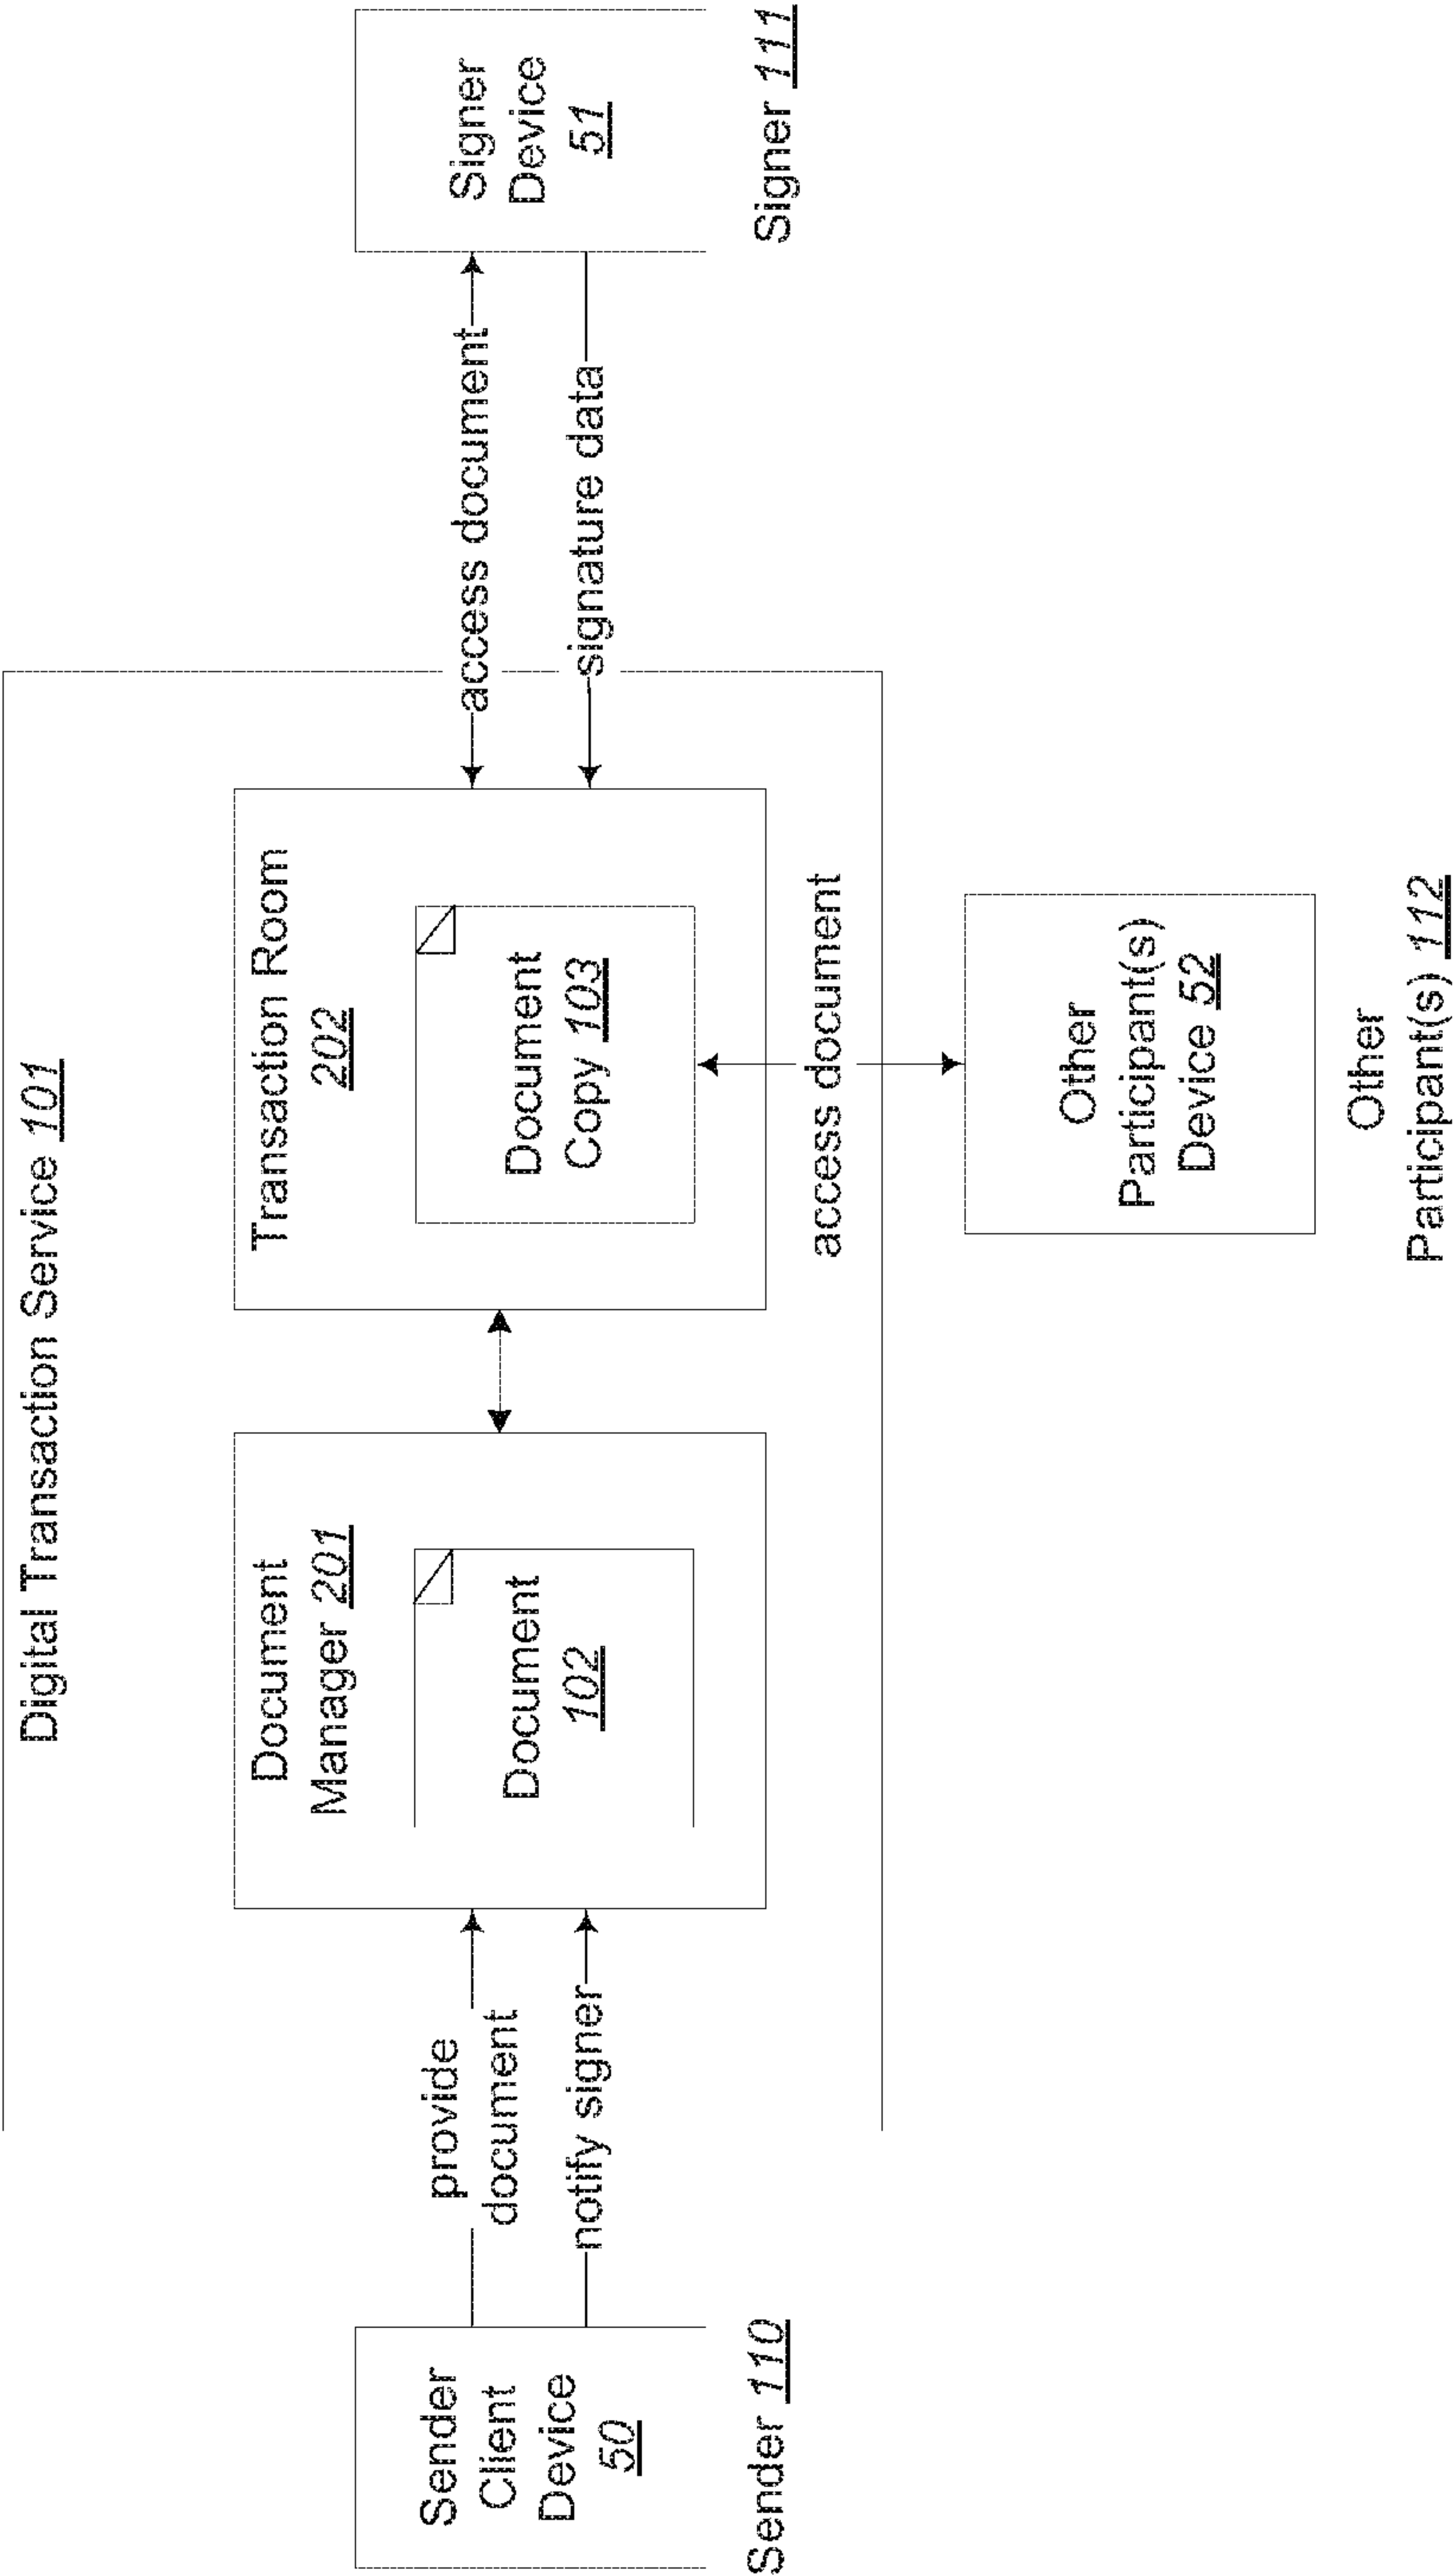 Digital Transaction Service 101
Sender
Client
Device
50
Sender 110
provide
document
notify signer
Document
Manager 201
Document
102
Transaction Room
202
Document
Copy 103
access document
signature data
Signer
Device
51
Signer 111
access document
Other
Participant(s)
Device 52
Other
Participant(s) 112